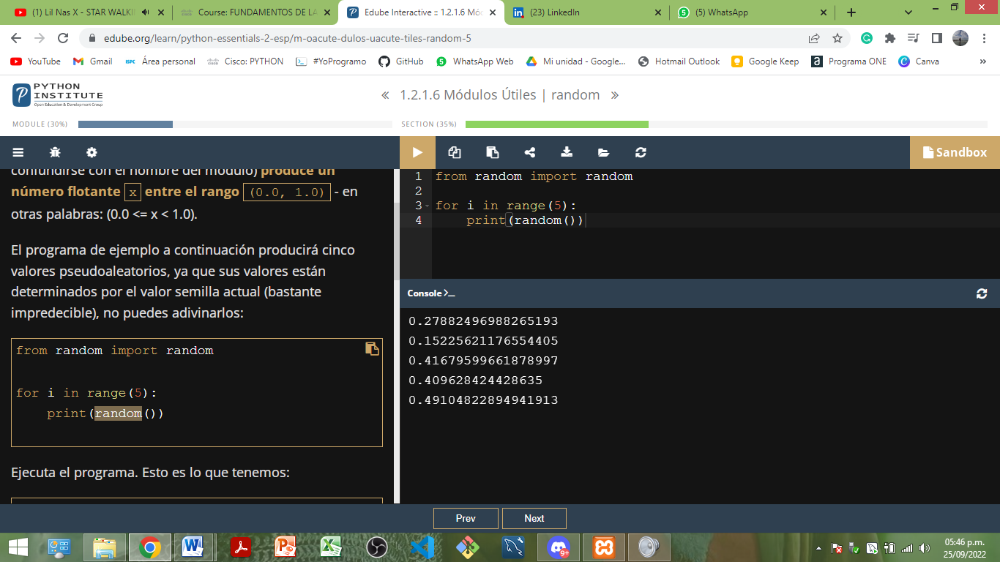 (1) Lil Nas X - STAR WALKI
Course: FUNDAMENTOS DE LA
Edube Interactive :: 1.2.1.6 Mód
(23) LinkedIn
(5) WhatsApp
edube.org/learn/python-essentials-2-esp/m-oacute-dulos-uacute-tiles-random-5
YouTube
Gmail
Área personal
Cisco: PYTHON
#YoProgramo
GitHub
WhatsApp Web
Mi unidad - Google...
Hotmail Outlook
Google Keep
Programa ONE
Canva
»
PYTHON
INSTITUTE
Open Education & Development Group
« 1.2.1.6 Módulos Útiles | random »
MODULE (30%)
SECTION (35%)
Sandbox
confundirse con el nombre del módulo) produce un
número flotante x entre el rango (0.0, 1.0) - en
otras palabras: (0.0 <= x < 1.0).
El programa de ejemplo a continuación producirá cinco
valores pseudoaleatorios, ya que sus valores están
determinados por el valor semilla actual (bastante
impredecible), no puedes adivinarlos:
from random import random
for i in range(5):
print(random())
Ejecuta el programa. Esto es lo que tenemos:
1 from random import random
2
3 for i in range(5):
4 print(random())
Console >_
0.27882496988265193
0.15225621176554405
0.41679599661878997
0.409628424428635
0.49104822894941913
Prev
Next
9+
05:46 p.m.
25/09/2022